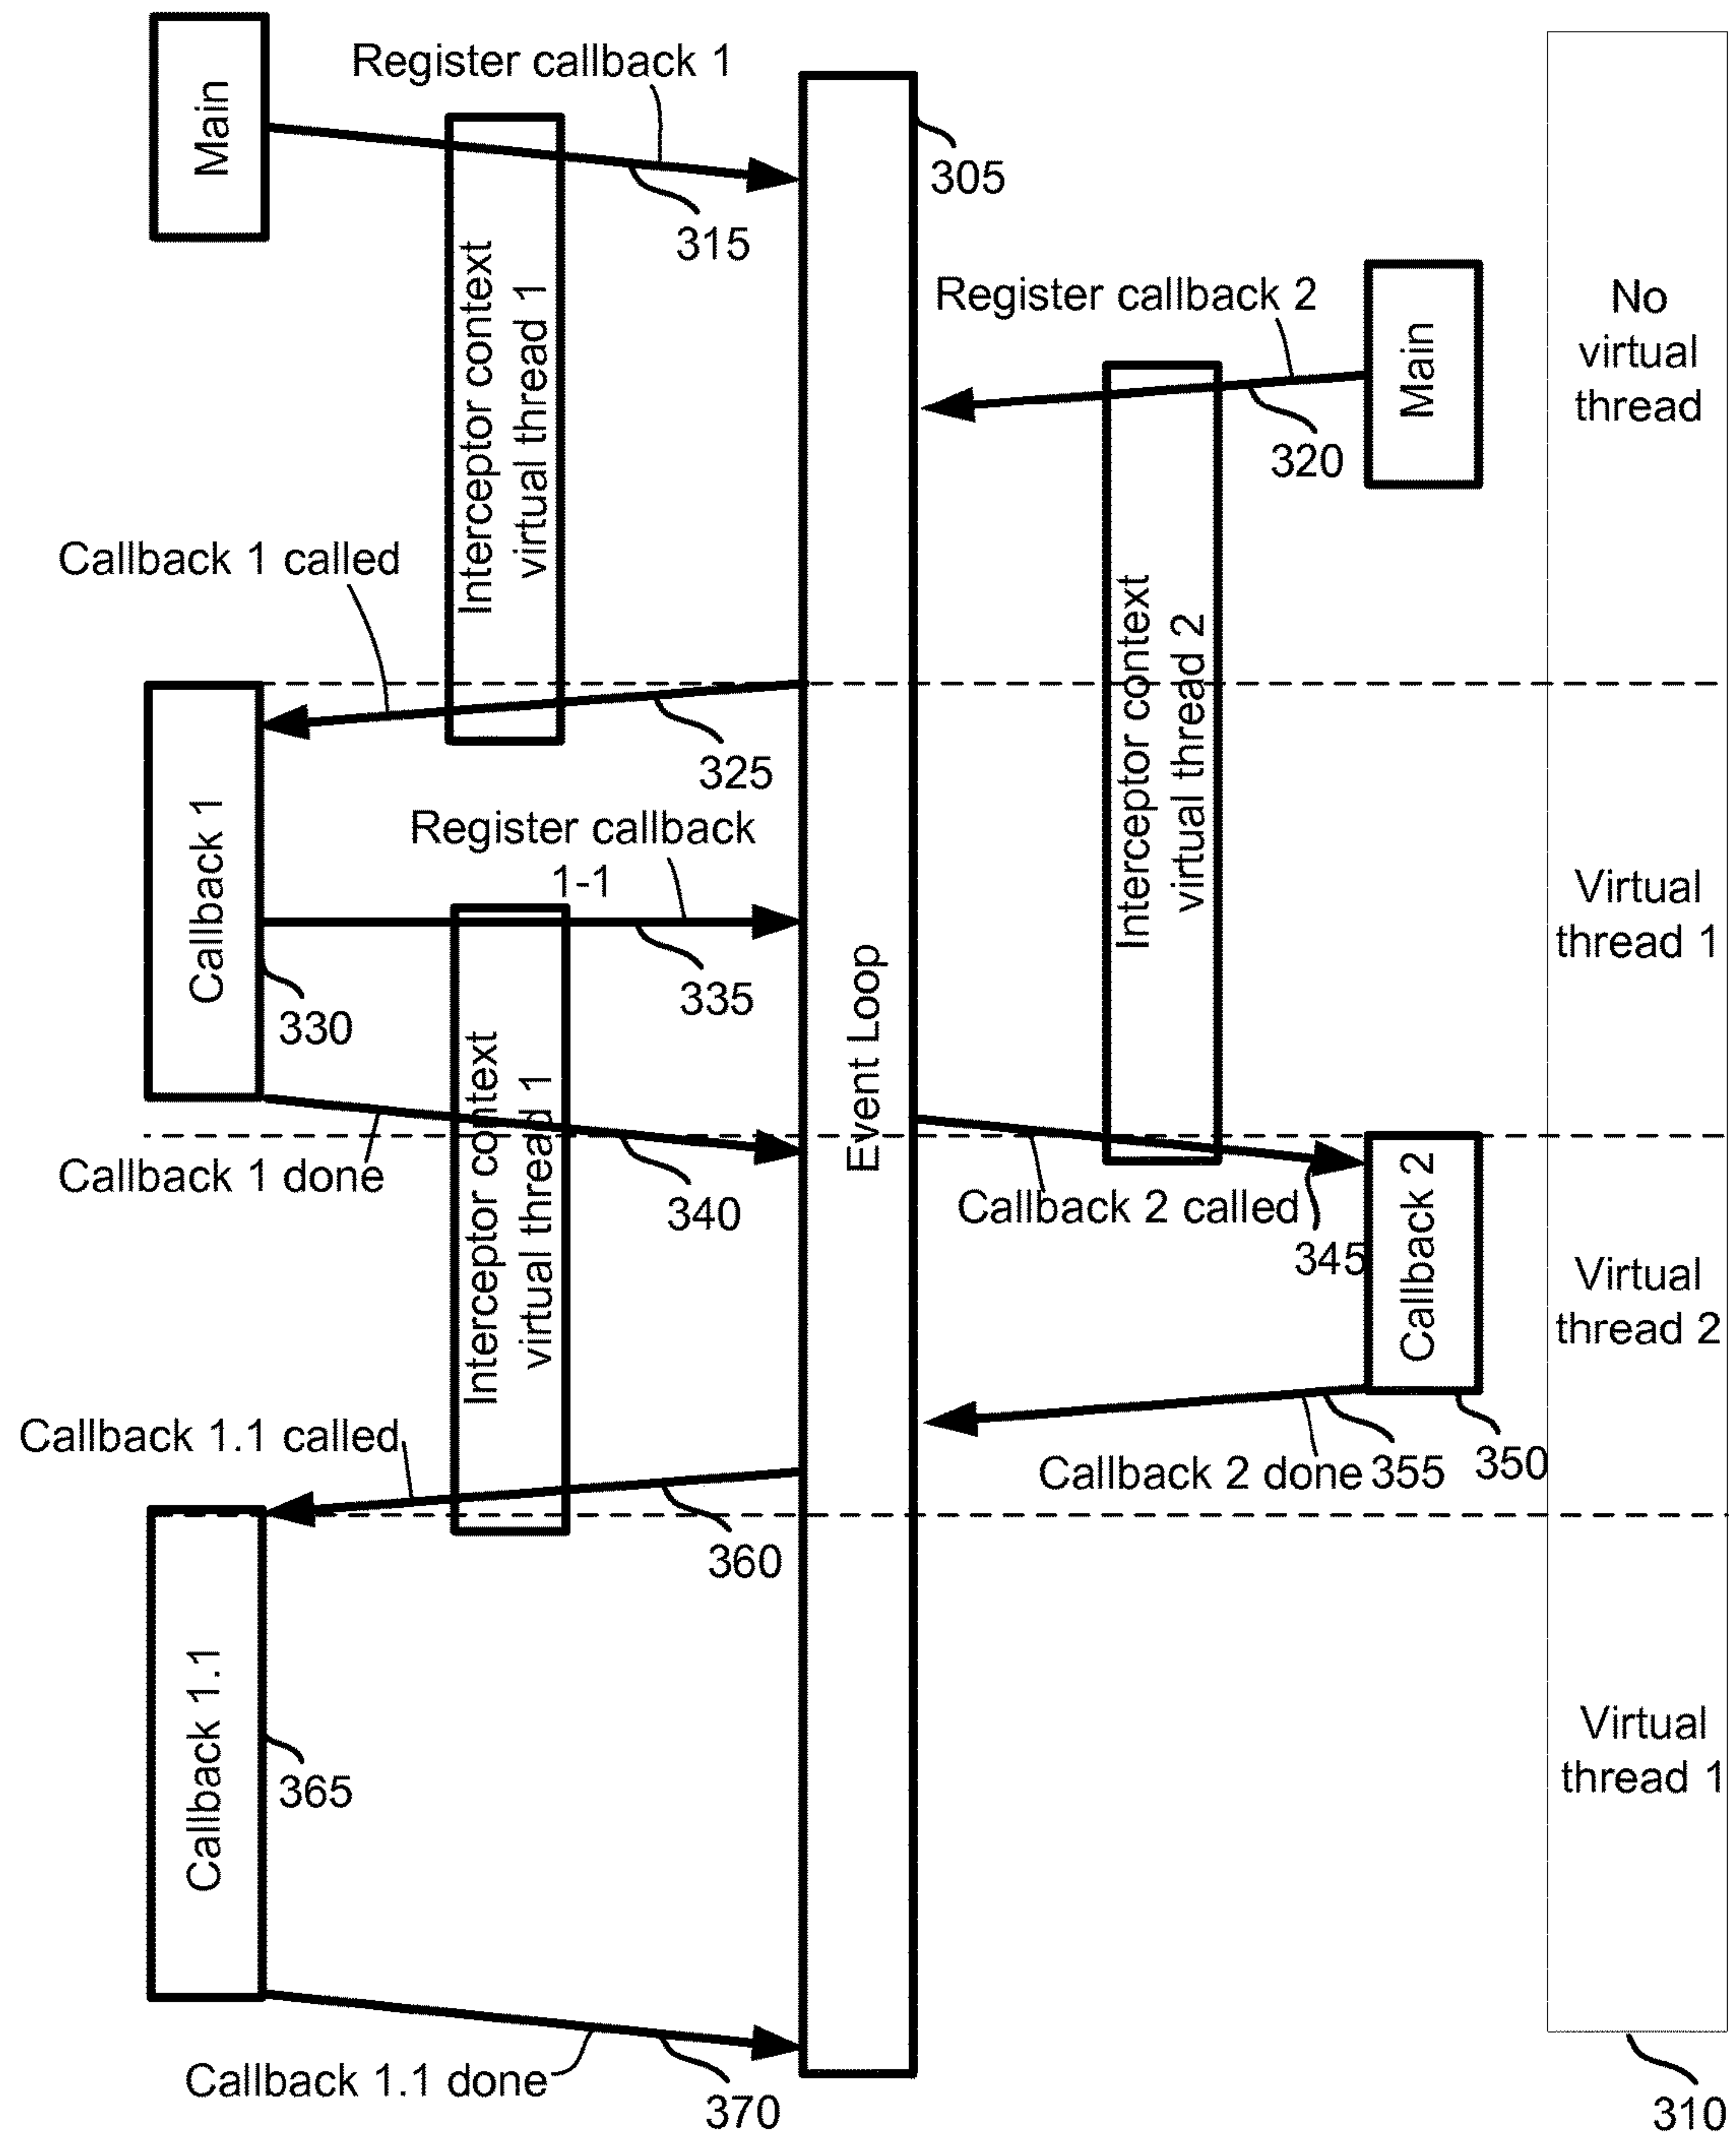 Register callback 1
Main
305
315
Interceptor context
virtual thread 1
Register callback 2
Main
No
virtual
thread
320
Callback 1 called
Interceptor context
virtual thread 2
325
Register callback
1-1
Callback 1
Virtual
thread 1
335
330
Event Loop
Interceptor context
virtual thread 1
Callback 1 done
340
Callback 2 called
345
Callback 2
Virtual
thread 2
Callback 1.1 called
Callback 2 done
355
350
360
Callback 1.1
365
Virtual
thread 1
Callback 1.1 done
370
310